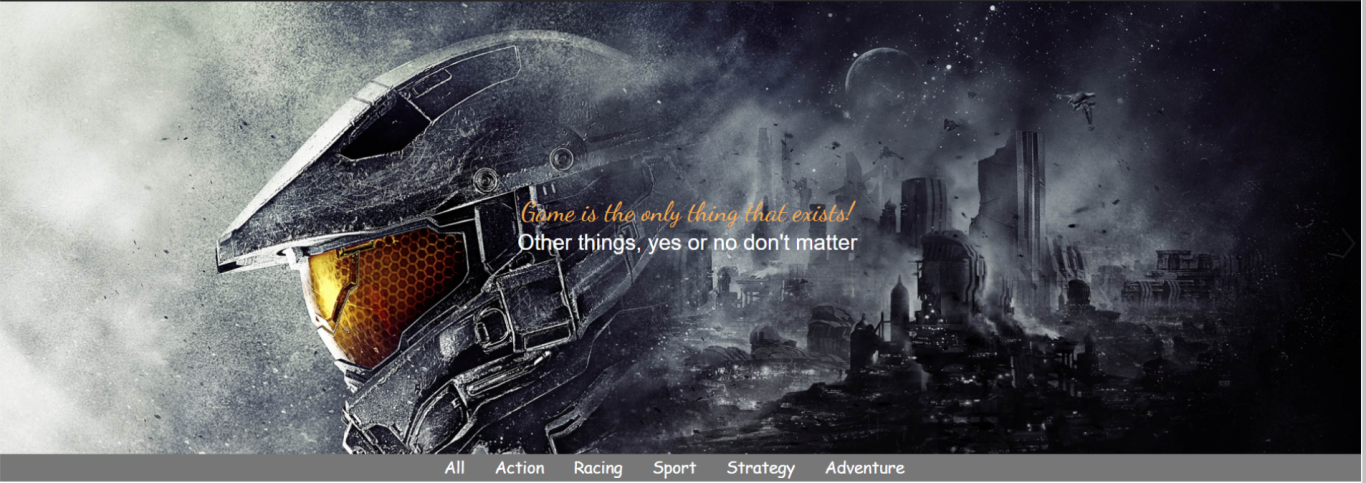 Game is the only thing that exists!
Other things, yes or no don't matter
All Action Racing Sport Strategy Adventure